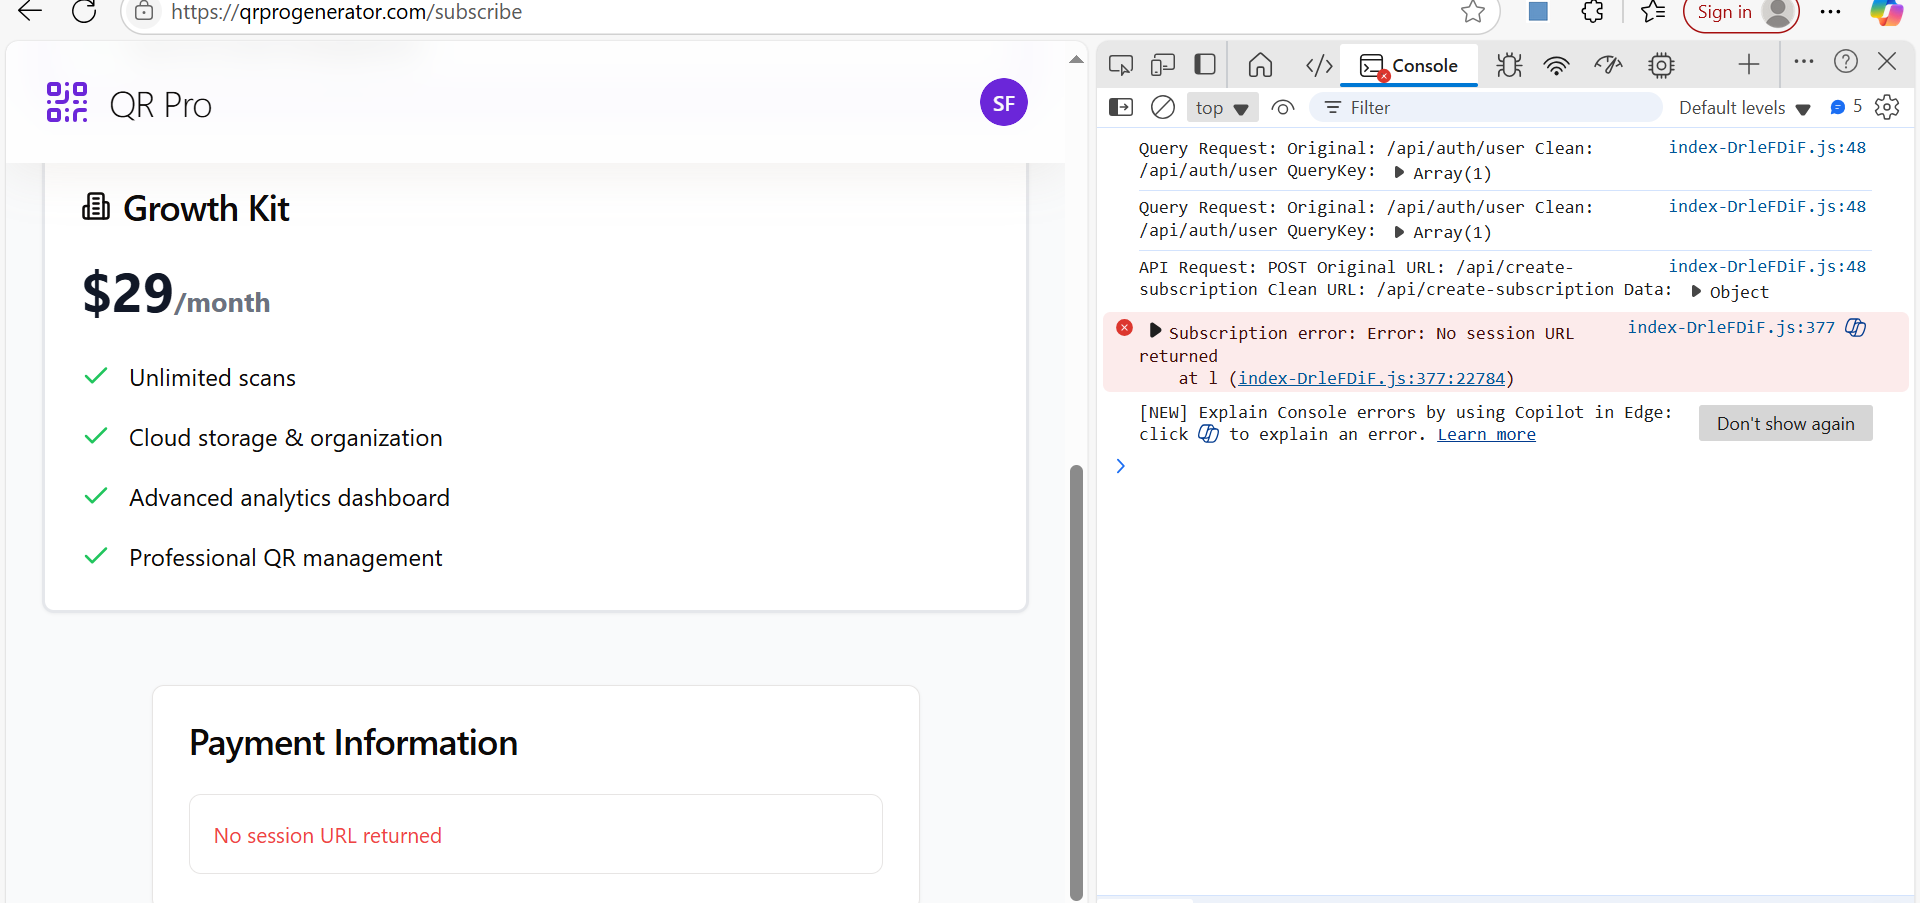 https://qrprogenerator.com/subscribe
Sign in
QR Pro
SF
Growth Kit
$29/month
Unlimited scans
Cloud storage & organization
Advanced analytics dashboard
Professional QR management
Payment Information
No session URL returned
Console
top
Filter
Default levels
5
Query Request: Original: /api/auth/user Clean: index-DrleFDiF.js:48
/api/auth/user QueryKey: Array(1)
Query Request: Original: /api/auth/user Clean: index-DrleFDiF.js:48
/api/auth/user QueryKey: Array(1)
API Request: POST Original URL: /api/create- index-DrleFDiF.js:48
subscription Clean URL: /api/create-subscription Data: Object
Subscription error: Error: No session URL index-DrleFDiF.js:377
returned
at l (index-DrleFDiF.js:377:22784)
[NEW] Explain Console errors by using Copilot in Edge:
click to explain an error. Learn more
Don't show again